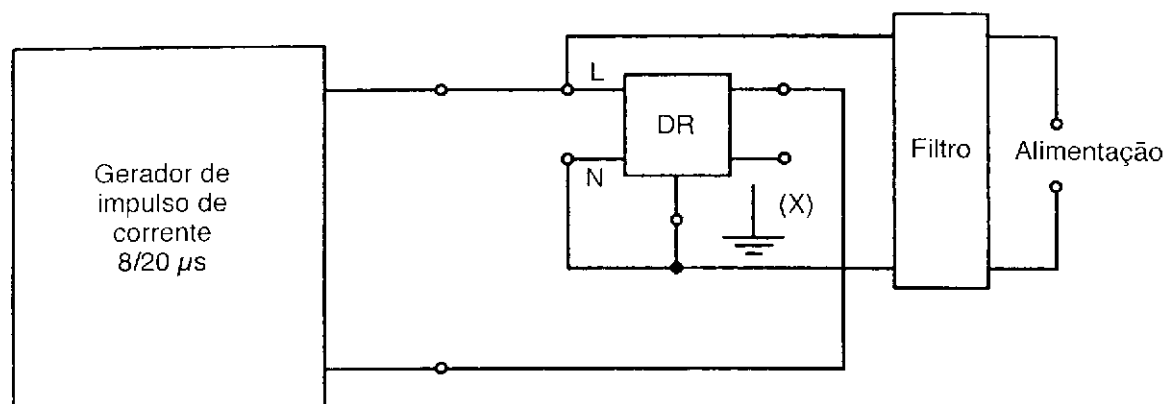 Gerador de
impulso de
corrente
8/20 µs
L
DR
N
(X)
Filtro
Alimentação